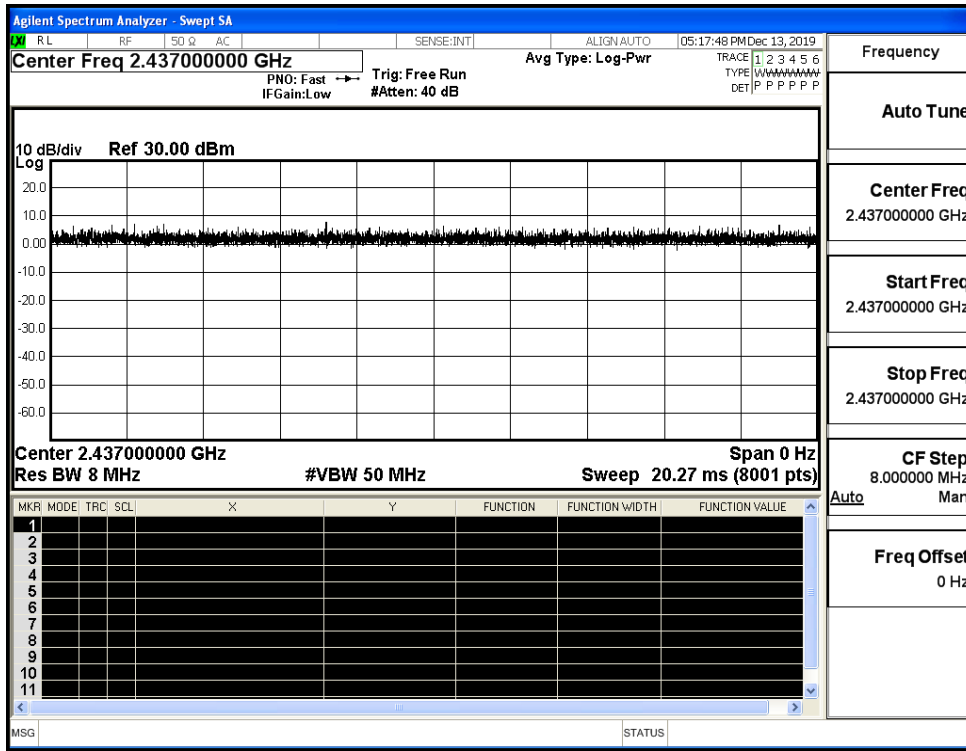 Agilent Spectrum Analyzer - Swept SA
LXI RL RF 50 Ω AC SENSE:INT ALIGN AUTO 05:17:48 PM Dec 13, 2019
Center Freq 2.437000000 GHz
PNO: Fast
IFGain:Low
Trig: Free Run
#Atten: 40 dB
Avg Type: Log-Pwr
TRACE 1 2 3 4 5 6
TYPE
DET P P P P P P
10 dB/div Ref 30.00 dBm
Log
20.0
10.0
0.00
-10.0
-20.0
-30.0
-40.0
-50.0
-60.0
Center 2.437000000 GHz Span 0 Hz
Res BW 8 MHz #VBW 50 MHz Sweep 20.27 ms (8001 pts)
MKR MODE TRC SCL X Y FUNCTION FUNCTION WIDTH FUNCTION VALUE
1
2
3
4
5
6
7
8
9
10
11
MSG STATUS
Frequency
Auto Tune
Center Freq
2.437000000 GHz
Start Freq
2.437000000 GHz
Stop Freq
2.437000000 GHz
CF Step
8.000000 MHz
Auto Man
Freq Offset
0 Hz